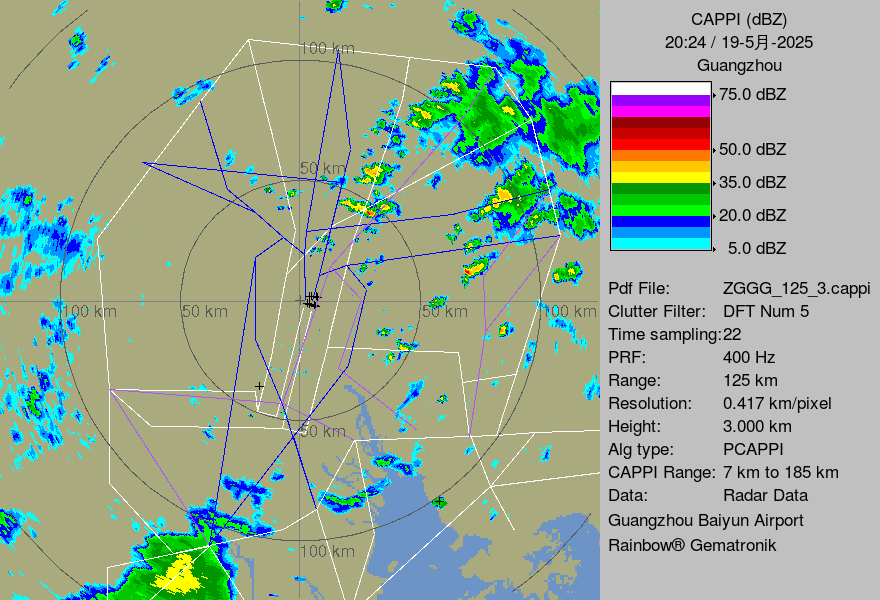 100 km
50 km
100 km
50 km
50 km
100 km
50 km
100 km
CAPPI (dBZ)
20:24 / 19-5月-2025
Guangzhou
75.0 dBZ
50.0 dBZ
35.0 dBZ
20.0 dBZ
5.0 dBZ
Pdf File: ZGGG_125_3.cappi
Clutter Filter: DFT Num 5
Time sampling:22
PRF: 400 Hz
Range: 125 km
Resolution: 0.417 km/pixel
Height: 3.000 km
Alg type: PCAPPI
CAPPI Range: 7 km to 185 km
Data: Radar Data
Guangzhou Baiyun Airport
Rainbow® Gematronik